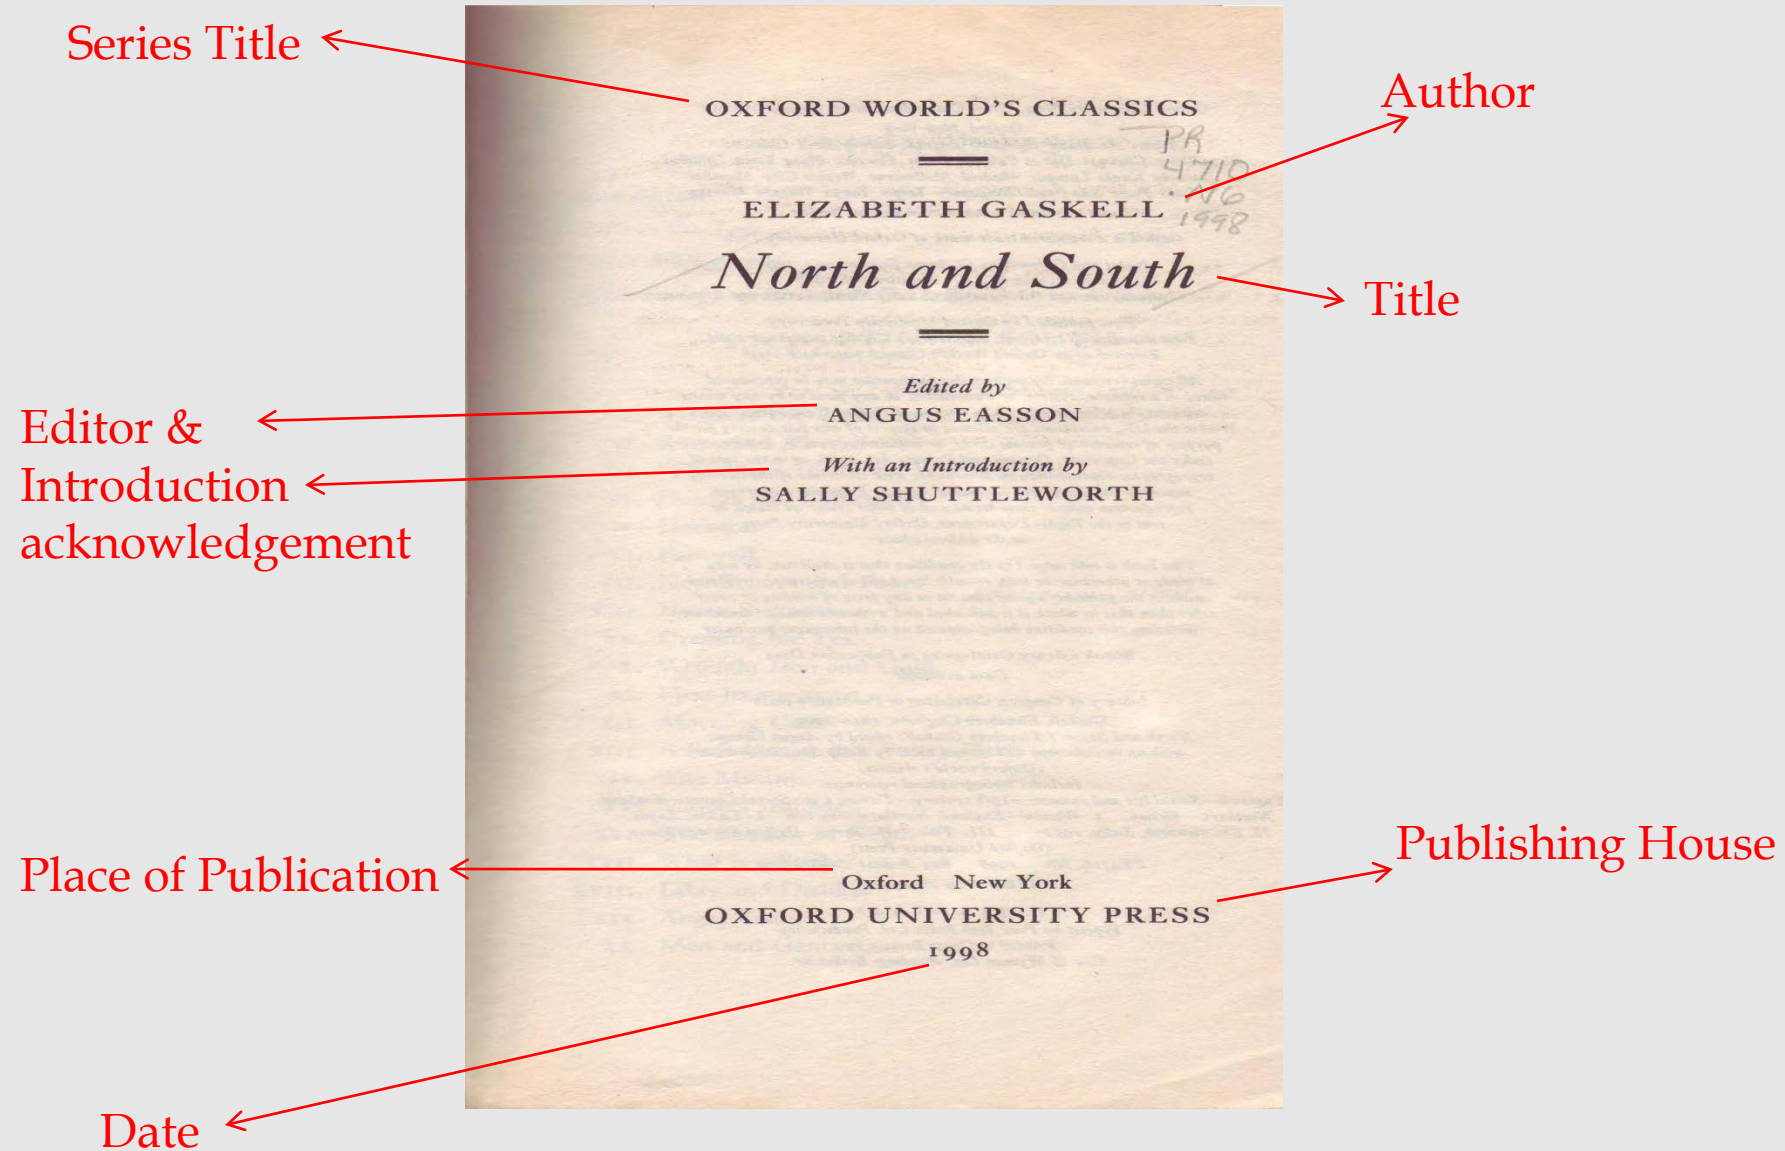 Series Title
OXFORD WORLD'S CLASSICS
Author
PR
4710
.N6
1998
ELIZABETH GASKELL
North and South
Title
Edited by
ANGUS EASSON
Editor &
Introduction
acknowledgement
With an Introduction by
SALLY SHUTTLEWORTH
Place of Publication
Publishing House
Oxford New York
OXFORD UNIVERSITY PRESS
1998
Date